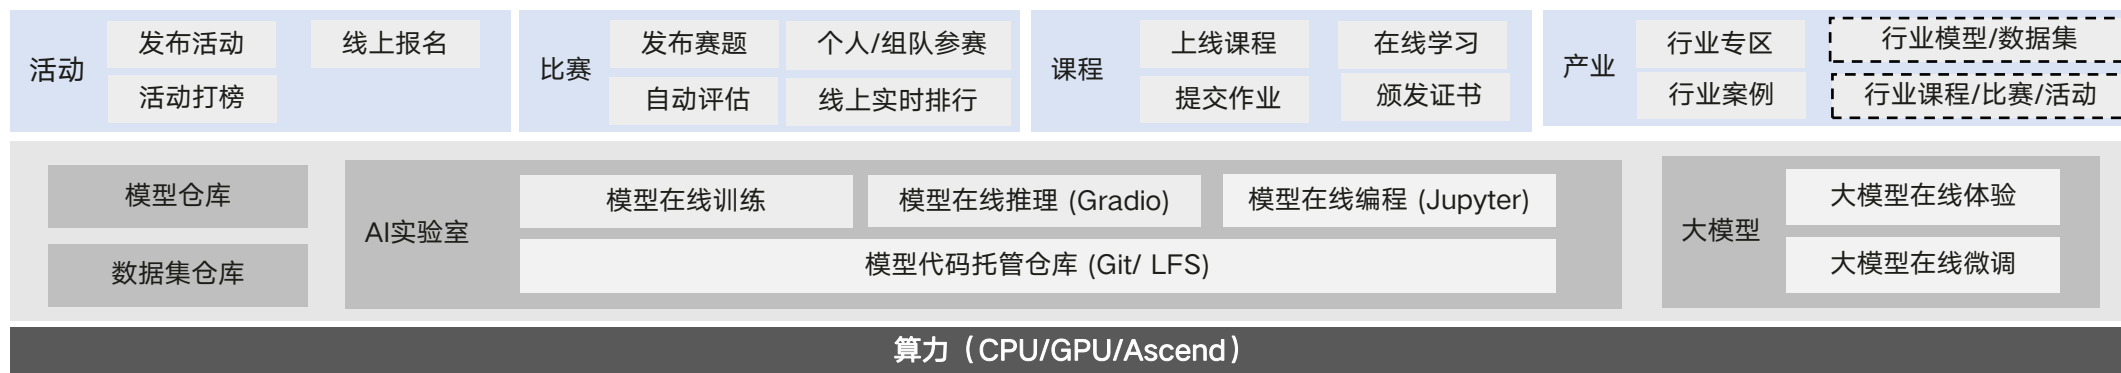 活动
发布活动
线上报名
活动打榜
比赛
发布赛题
个人/组队参赛
自动评估
线上实时排行
课程
上线课程
在线学习
提交作业
颁发证书
产业
行业专区
行业模型/数据集
行业案例
行业课程/比赛/活动
模型仓库
数据集仓库
AI实验室
模型在线训练
模型在线推理 (Gradio)
模型在线编程 (Jupyter)
模型代码托管仓库 (Git/ LFS)
大模型
大模型在线体验
大模型在线微调
算力（CPU/GPU/Ascend）